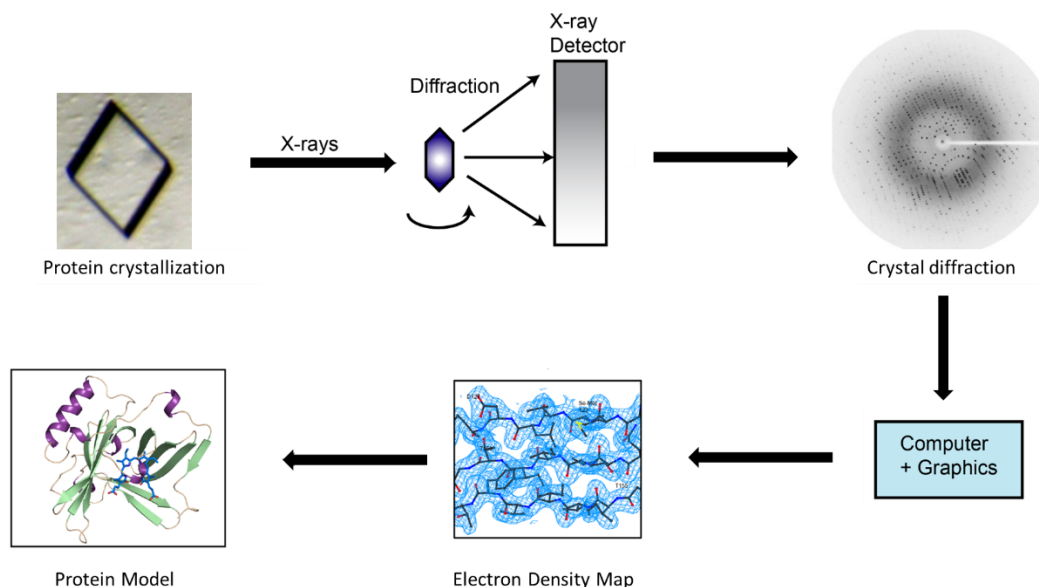 X-ray
Detector
Diffraction
X-rays
Protein crystallization
Crystal diffraction
Computer
+ Graphics
Protein Model
Electron Density Map